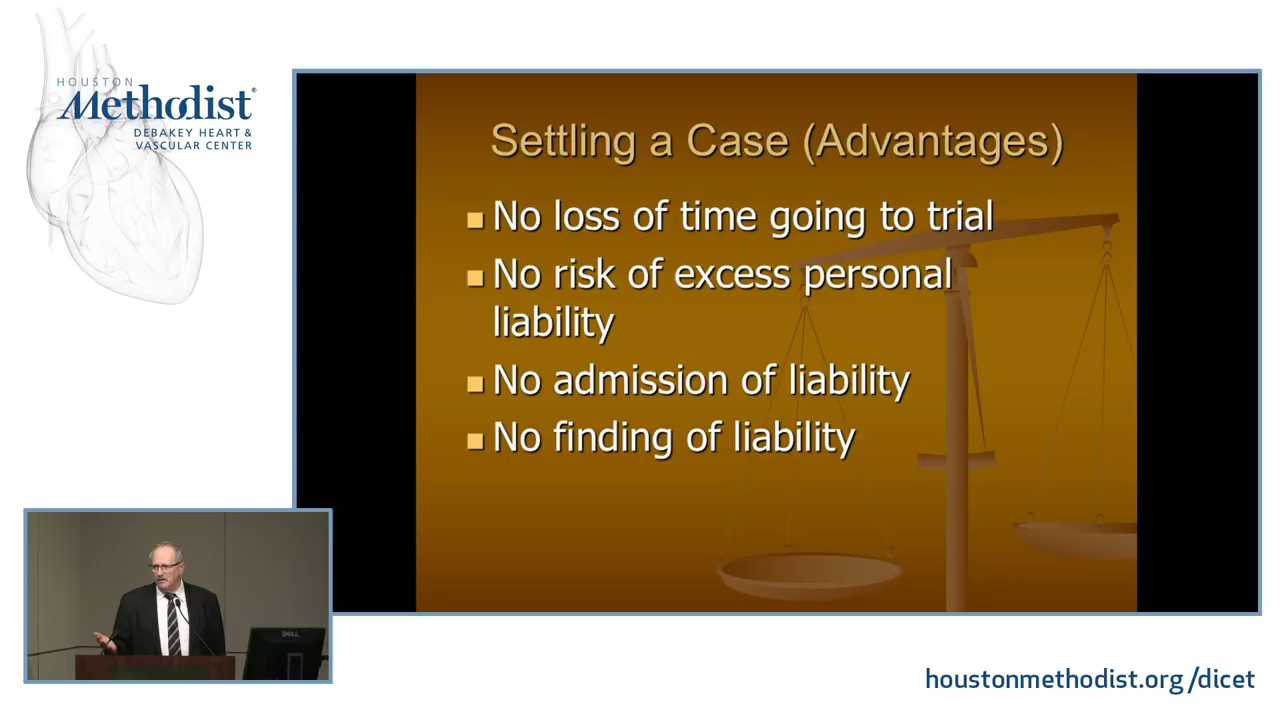 HOUSTON
Methodist®
DEBAKEY HEART &
VASCULAR CENTER
Settling a Case (Advantages)
No loss of time going to trial
No risk of excess personal
liability
No admission of liability
No finding of liability
DELL
houstonmethodist.org/dicet